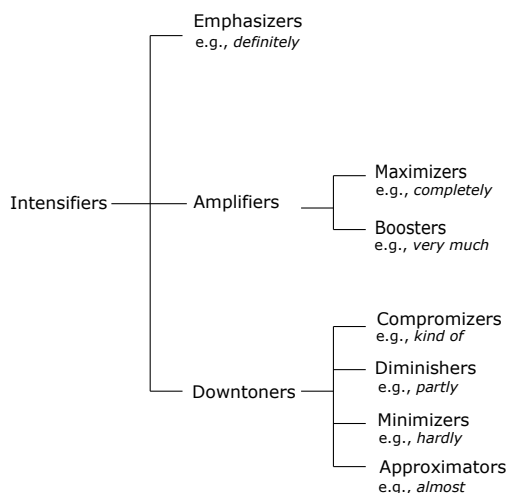 Emphasizers
e.g., definitely
Intensifiers
Amplifiers
Maximizers
e.g., completely
Boosters
e.g., very much
Downtoners
Compromizers
e.g., kind of
Diminishers
e.g., partly
Minimizers
e.g., hardly
Approximators
e.g., almost